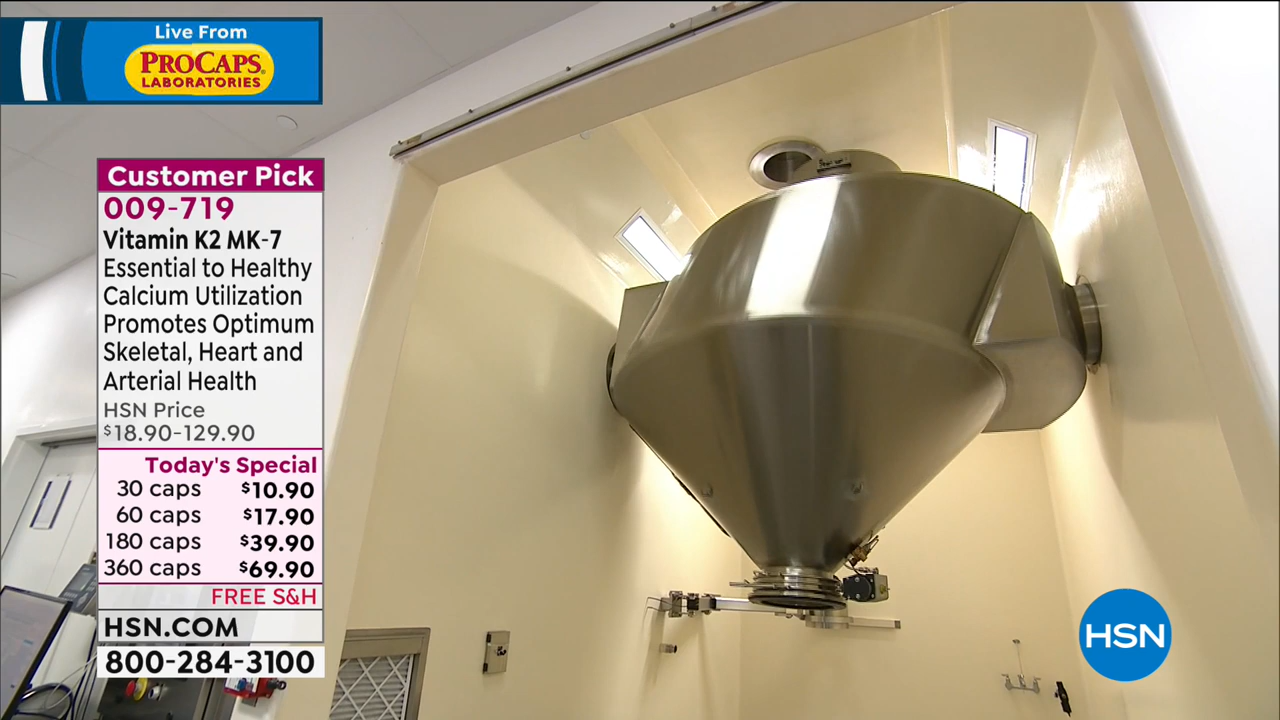 Live From
PROCAPS
LABORATORIES
Customer Pick
009-719
Vitamin K2 MK-7
Essential to Healthy
Calcium Utilization
Promotes Optimum
Skeletal, Heart and
Arterial Health
HSN Price
$18.90-129.90
Today's Special
30 caps $10.90
60 caps $17.90
180 caps $39.90
360 caps $69.90
FREE S&H
HSN.COM
800-284-3100
HSN